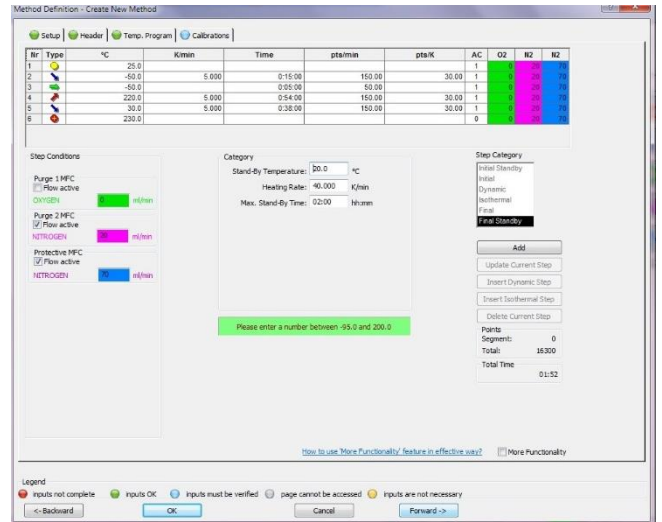 Method Definition - Create New Method
Setup Header Temp. Program Calibrations
Nr Type °C K/min Time pts/min pts/K AC O2 N2 N2
1 25.0 1 0 20 70
2 -50.0 5.000 0:15:00 150.00 30.00 1 0 20 70
3 -50.0 0:05:00 50.00 1 0 20 70
4 220.0 5.000 0:54:00 150.00 30.00 1 0 20 70
5 30.0 5.000 0:38:00 150.00 30.00 1 0 20 70
6 230.0 0 0 20 70
Step Conditions
Purge 1 MFC
Flow active
OXYGEN 0 ml/min
Purge 2 MFC
Flow active
NITROGEN 20 ml/min
Protective MFC
Flow active
NITROGEN 70 ml/min
Category
Stand-By Temperature: 20.0 °C
Heating Rate: 40.000 K/min
Max. Stand-By Time: 02:00 hh:mm
Please enter a number between -95.0 and 200.0
Step Category
Initial Standby
Initial
Dynamic
Isothermal
Final
Final Standby
Add
Update Current Step
Insert Dynamic Step
Insert Isothermal Step
Delete Current Step
Points
Segment: 0
Total: 16300
Total Time
01:52
How to use 'More Functionality' feature in effective way? More Functionality
Legend
inputs not complete inputs OK inputs must be verified page cannot be accessed inputs are not necessary
<- Backward OK Cancel Forward ->